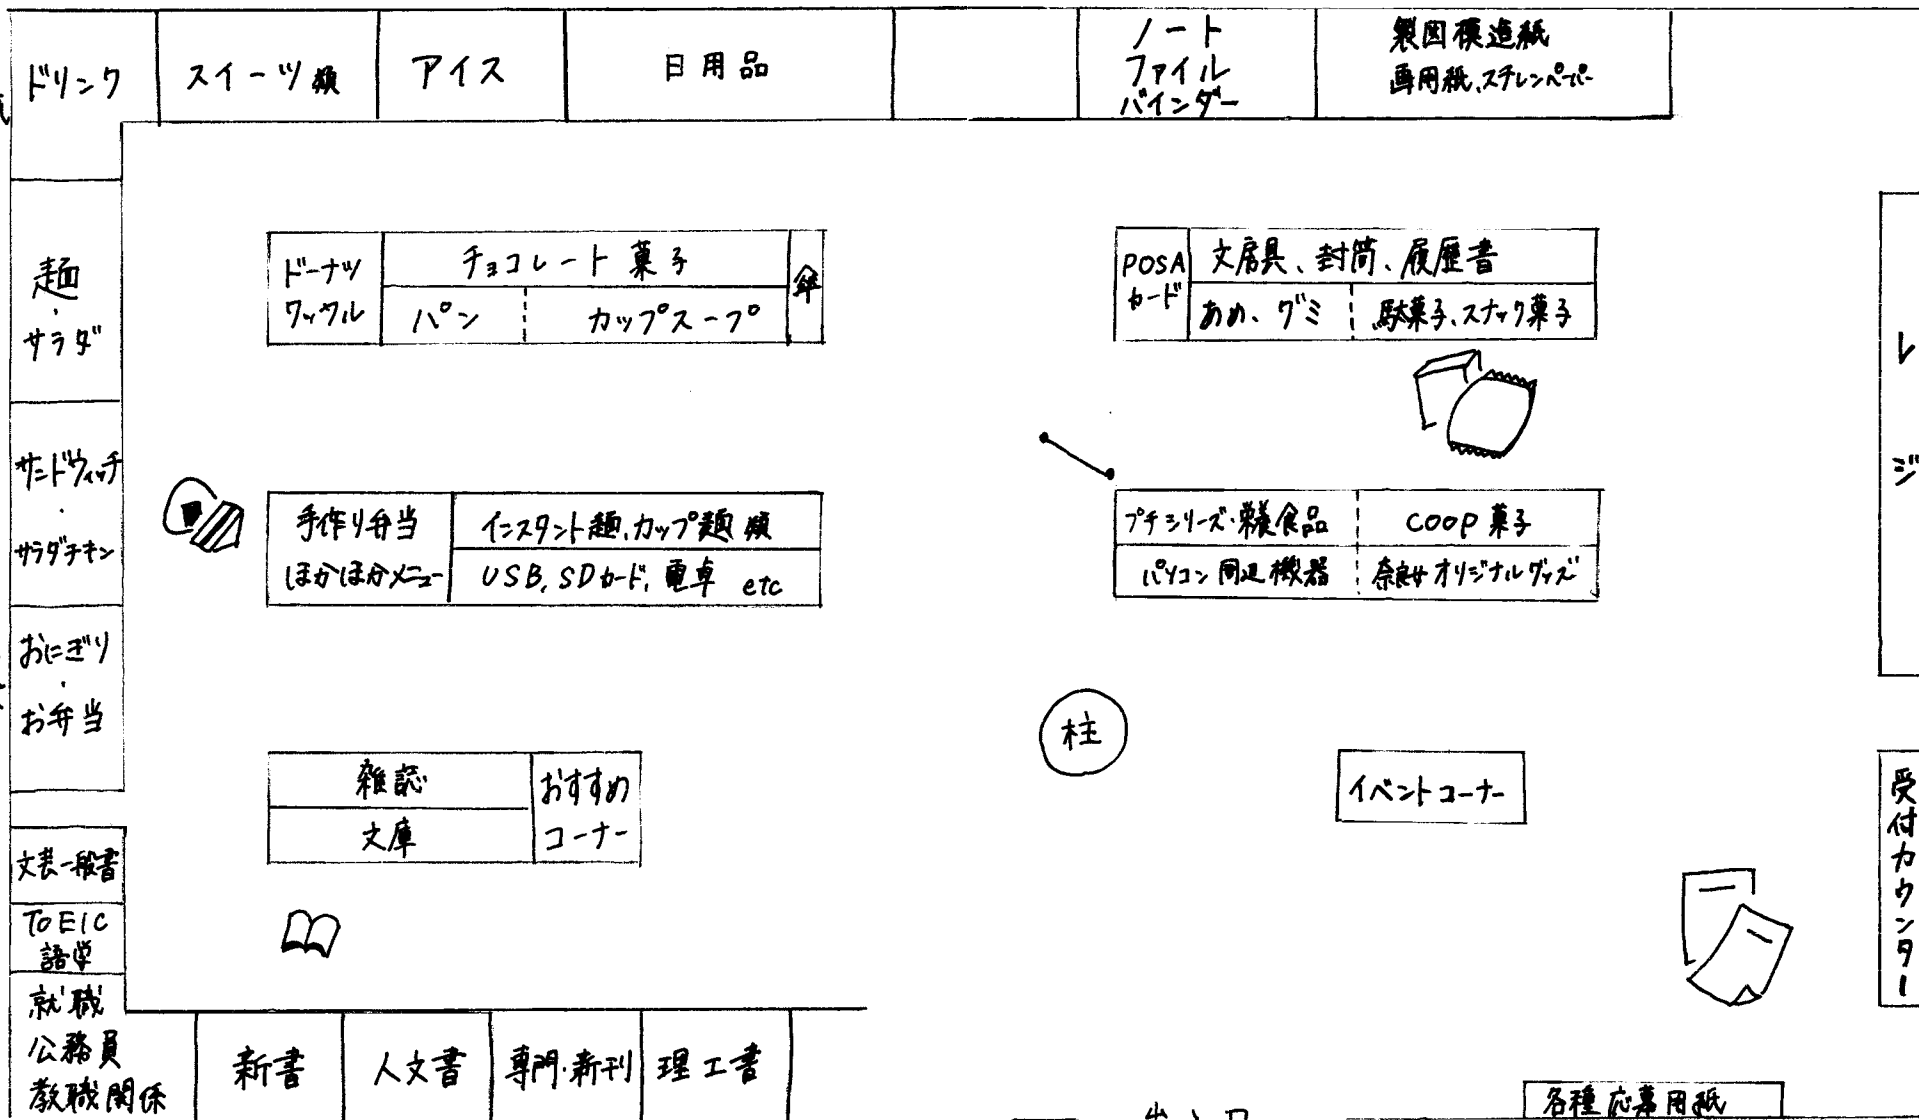 ドリンク
スイーツ類
アイス
日用品
ノート
ファイル
バインダー
製図模造紙
画用紙、スチレンペーパー
麺
・
サラダ
ドーナツ
ワッフル
チョコレート菓子
パン
カップスープ
傘
POSA
カード
文房具、封筒、履歴書
あめ、グミ
駄菓子、スナック菓子
レジ
サンドウィッチ
・
サラダチキン
手作り弁当
ほかほかメニュー
インスタント麺、カップ麺類
USB、SDカード、電卓 etc
プチシリーズ・栄養食品
COOP菓子
パソコン周辺機器
奈良女オリジナルグッズ
おにぎり
・
お弁当
雑誌
文庫
おすすめ
コーナー
柱
イベントコーナー
受付カウンター
文芸一般書
TOEIC
語学
就職
公務員
教職関係
新書
人文書
専門・新刊
理工書
各種応募用紙